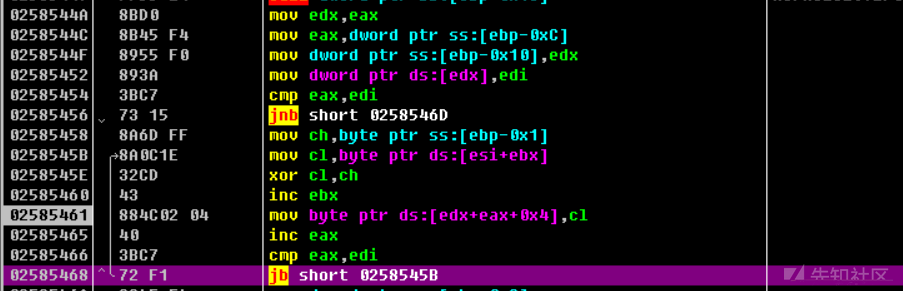 0258544A 8BD0 mov edx,eax
0258544C 8B45 F4 mov eax,dword ptr ss:[ebp-0xC]
0258544F 8955 F0 mov dword ptr ss:[ebp-0x10],edx
02585452 893A mov dword ptr ds:[edx],edi
02585454 3BC7 cmp eax,edi
02585456 73 15 jnb short 0258546D
02585458 8A6D FF mov ch,byte ptr ss:[ebp-0x1]
0258545B 8A0C1E mov cl,byte ptr ds:[esi+ebx]
0258545E 32CD xor cl,ch
02585460 43 inc ebx
02585461 884C02 04 mov byte ptr ds:[edx+eax+0x4],cl
02585465 40 inc eax
02585466 3BC7 cmp eax,edi
02585468 72 F1 jb short 0258545B
先知社区